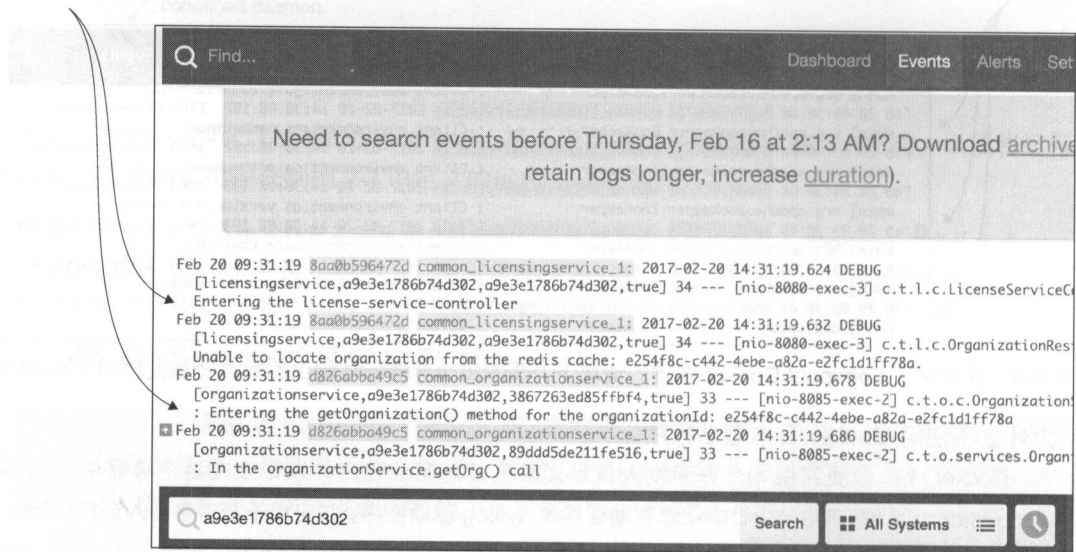 Find...
Dashboard Events Alerts Set
Need to search events before Thursday, Feb 16 at 2:13 AM? Download archive
retain logs longer, increase duration).
Feb 20 09:31:19 8aa0b596472d common_licensingservice_1: 2017-02-20 14:31:19.624 DEBUG
[licensingservice,a9e3e1786b74d302,a9e3e1786b74d302,true] 34 --- [nio-8080-exec-3] c.t.l.c.LicenseServiceCo
Entering the license-service-controller
Feb 20 09:31:19 8aa0b596472d common_licensingservice_1: 2017-02-20 14:31:19.632 DEBUG
[licensingservice,a9e3e1786b74d302,a9e3e1786b74d302,true] 34 --- [nio-8080-exec-3] c.t.l.c.OrganizationRes
Unable to locate organization from the redis cache: e254f8c-c442-4ebe-a82a-e2fc1d1ff78a.
Feb 20 09:31:19 d826abba49c5 common_organizationservice_1: 2017-02-20 14:31:19.678 DEBUG
[organizationservice,a9e3e1786b74d302,3867263ed85ffbf4,true] 33 --- [nio-8085-exec-2] c.t.o.c.OrganizationS
: Entering the getOrganization() method for the organizationId: e254f8c-c442-4ebe-a82a-e2fc1d1ff78a
Feb 20 09:31:19 d826abba49c5 common_organizationservice_1: 2017-02-20 14:31:19.686 DEBUG
[organizationservice,a9e3e1786b74d302,89ddd5de211fe516,true] 33 --- [nio-8085-exec-2] c.t.o.services.Organi
: In the organizationService.getOrg() call
a9e3e1786b74d302 Search All Systems